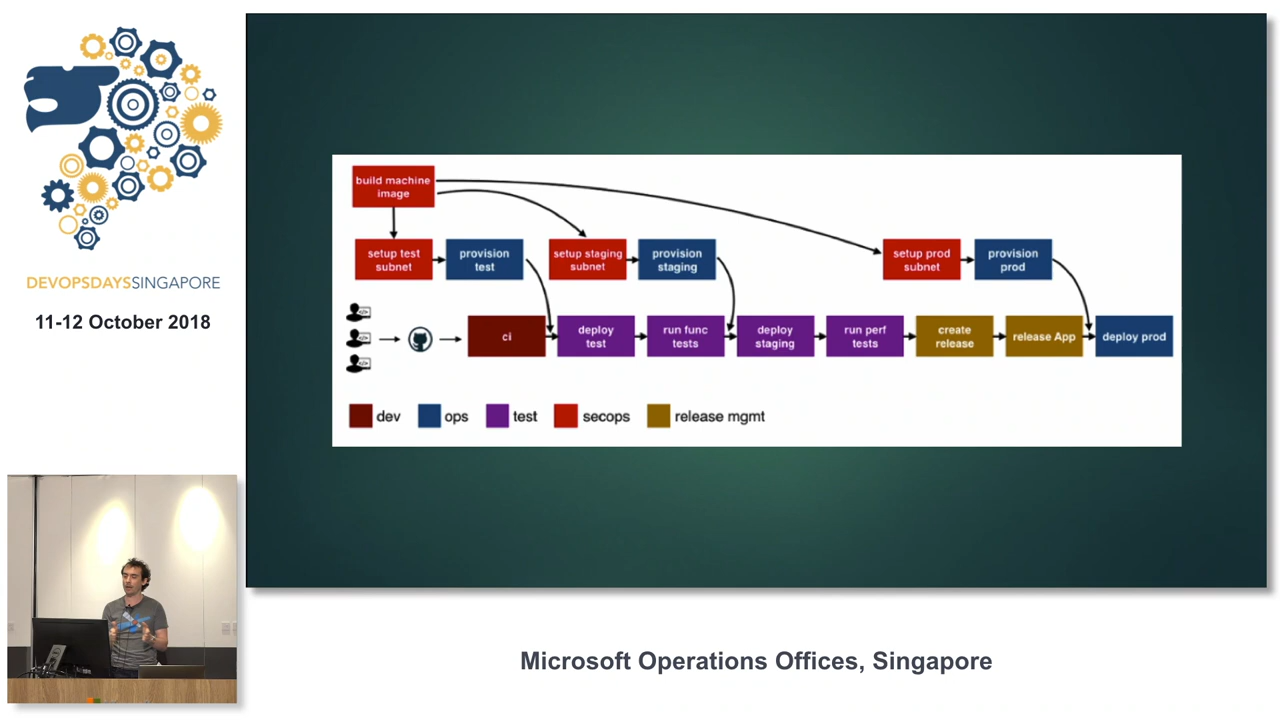 DEVOPSDAYSSINGAPORE
11-12 October 2018
build machine
image
setup test
subnet
provision
test
setup staging
subnet
provision
staging
setup prod
subnet
provision
prod
ci
deploy
test
run func
tests
deploy
staging
run perf
tests
create
release
release App
deploy prod
dev
ops
test
secops
release mgmt
Microsoft Operations Offices, Singapore